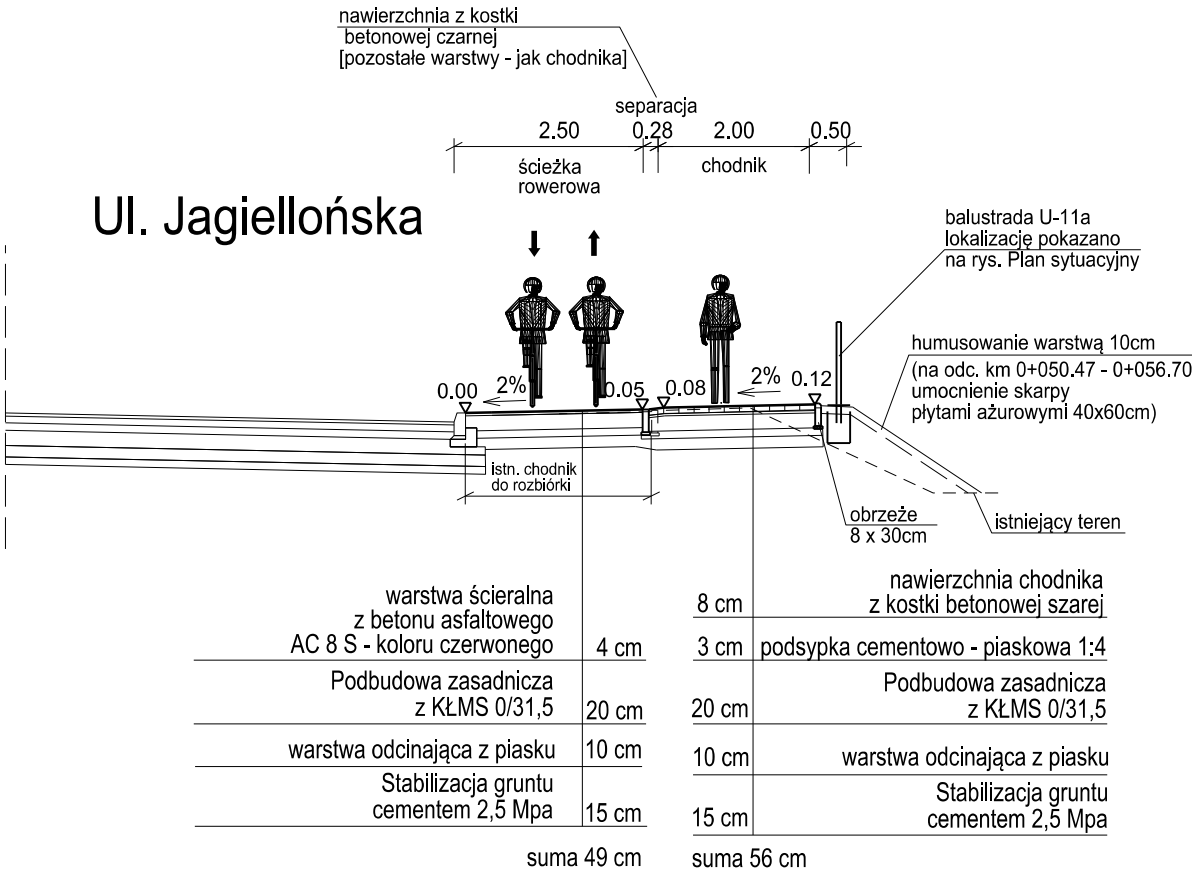 nawierzchnia z kostki
betonowej czarnej
[pozostałe warstwy - jak chodnika]
separacja
2.50 0.28 2.00 0.50
ścieżka
rowerowa
chodnik
Ul. Jagiellońska
balustrada U-11a
lokalizację pokazano
na rys. Plan sytuacyjny
humusowanie warstwą 10cm
(na odc. km 0+050.47 - 0+056.70
umocnienie skarpy
płytami ażurowymi 40x60cm)
0.00 2% 0.05 0.08 2% 0.12
istn. chodnik
do rozbiórki
obrzeże
8 x 30cm
istniejący teren
warstwa ścieralna
z betonu asfaltowego
AC 8 S - koloru czerwonego 4 cm
Podbudowa zasadnicza
z KŁMS 0/31,5 20 cm
warstwa odcinająca z piasku 10 cm
Stabilizacja gruntu
cementem 2,5 Mpa 15 cm
suma 49 cm
nawierzchnia chodnika
8 cm z kostki betonowej szarej
3 cm podsypka cementowo - piaskowa 1:4
Podbudowa zasadnicza
20 cm z KŁMS 0/31,5
10 cm warstwa odcinająca z piasku
Stabilizacja gruntu
15 cm cementem 2,5 Mpa
suma 56 cm